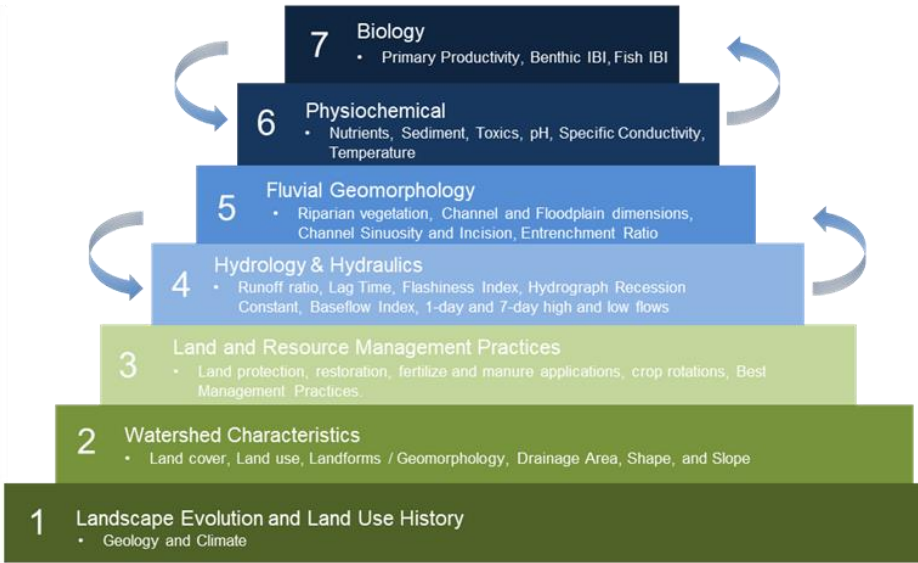 7
Biology
• Primary Productivity, Benthic IBI, Fish IBI
6
Physiochemical
• Nutrients, Sediment, Toxics, pH, Specific Conductivity,
Temperature
5
Fluvial Geomorphology
• Riparian vegetation, Channel and Floodplain dimensions,
Channel Sinuosity and Incision, Entrenchment Ratio
4
Hydrology & Hydraulics
• Runoff ratio, Lag Time, Flashiness Index, Hydrograph Recession
Constant, Baseflow Index, 1-day and 7-day high and low flows
3
Land and Resource Management Practices
• Land protection, restoration, fertilize and manure applications, crop rotations, Best
Management Practices.
2
Watershed Characteristics
• Land cover, Land use, Landforms / Geomorphology, Drainage Area, Shape, and Slope
1
Landscape Evolution and Land Use History
• Geology and Climate